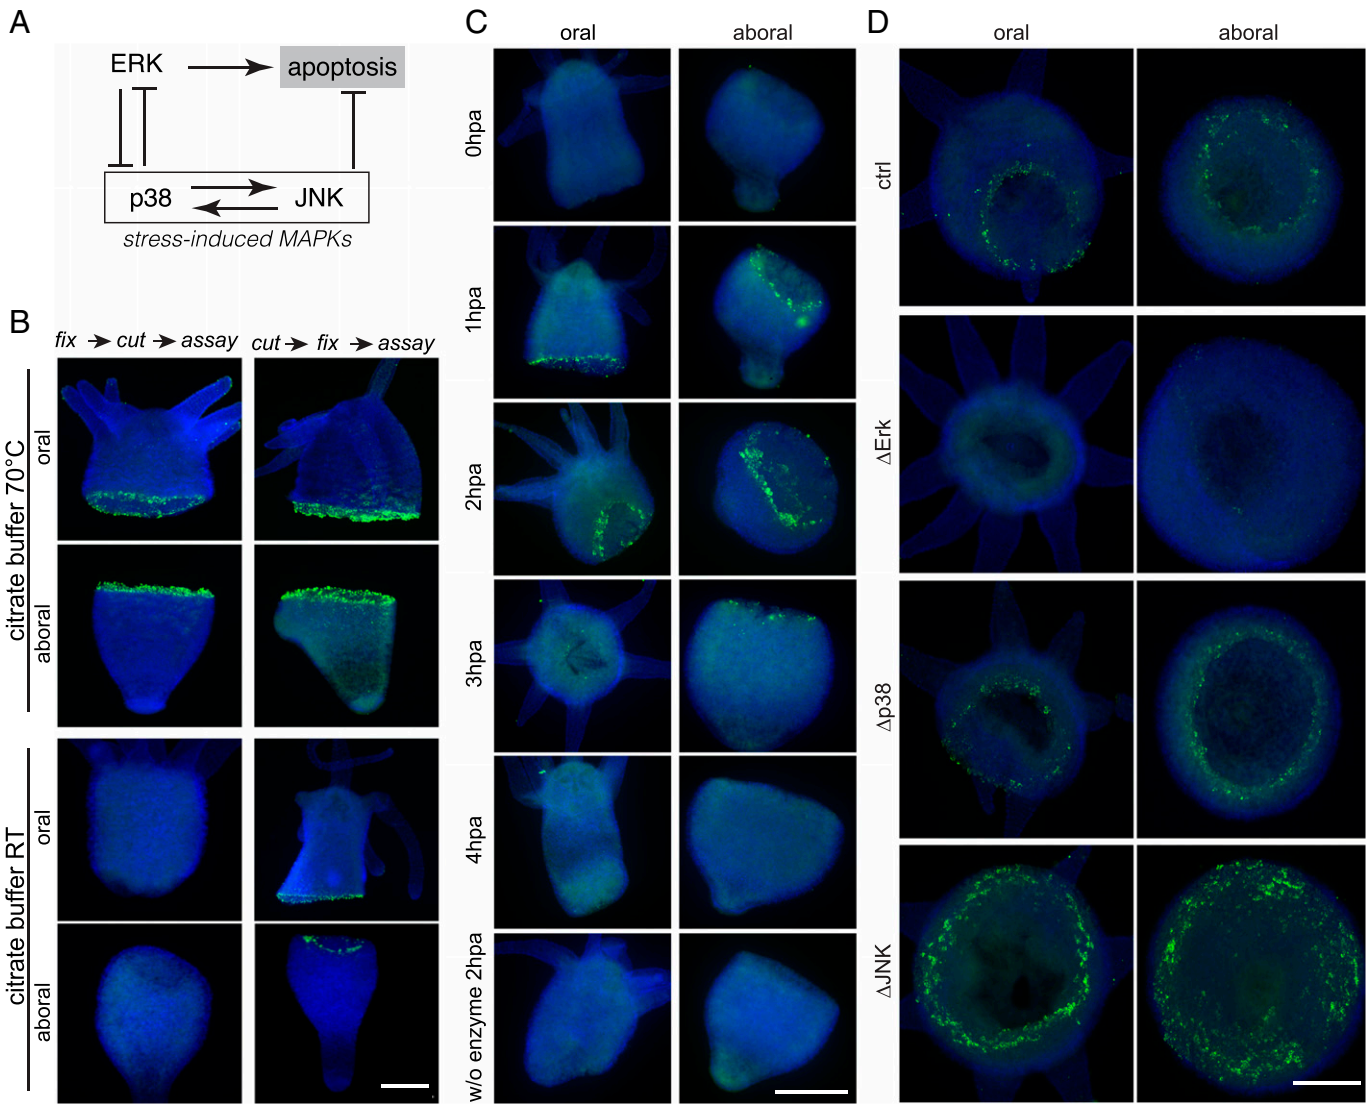 A
ERK
apoptosis
p38
JNK
stress-induced MAPKs
B
fix → cut → assay
cut → fix → assay
citrate buffer 70°C
oral
aboral
citrate buffer RT
oral
aboral
C
oral
aboral
0hpa
1hpa
2hpa
3hpa
4hpa
w/o enzyme 2hpa
D
oral
aboral
ctrl
ΔErk
Δp38
ΔJNK